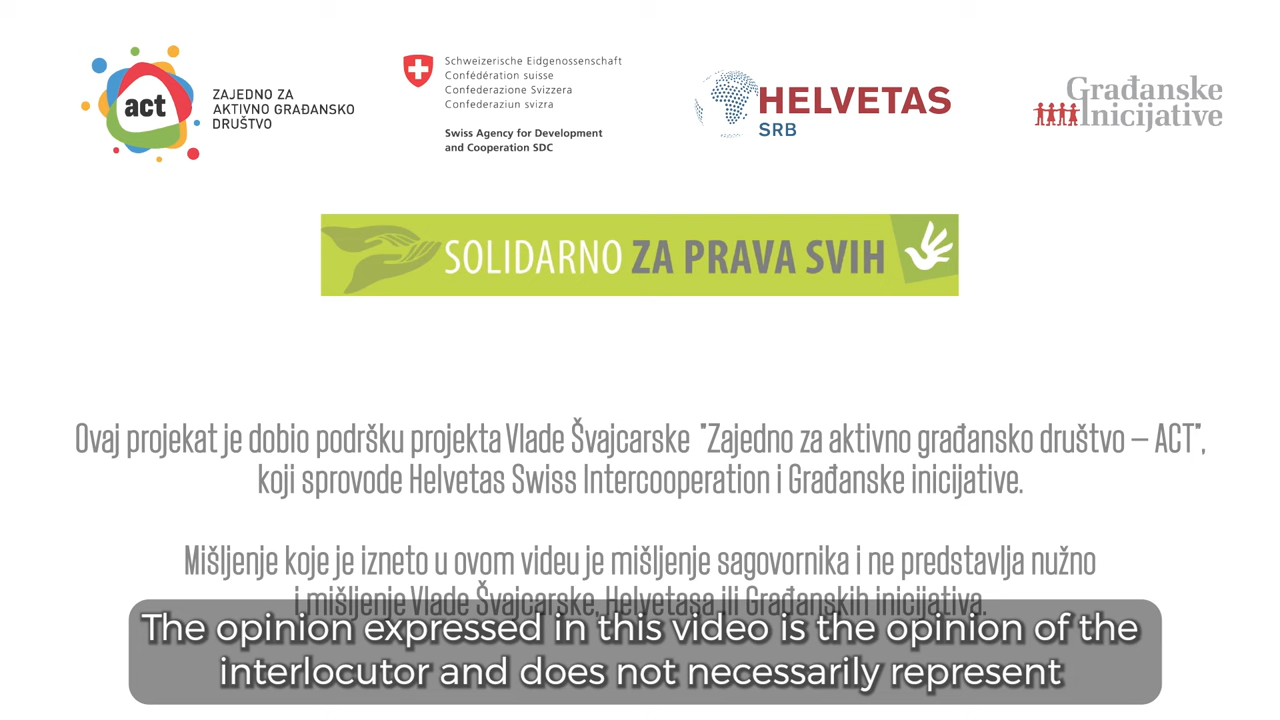 act
ZAJEDNO ZA
AKTIVNO GRAĐANSKO
DRUŠTVO
Schweizerische Eidgenossenschaft
Confédération suisse
Confederazione Svizzera
Confederaziun svizra
Swiss Agency for Development
and Cooperation SDC
HELVETAS
SRB
Građanske
Inicijative
SOLIDARNO ZA PRAVA SVIH
Ovaj projekat je dobio podršku projekta Vlade Švajcarske "Zajedno za aktivno građansko društvo – ACT",
koji sprovode Helvetas Swiss Intercooperation i Građanske inicijative.
Mišljenje koje je izneto u ovom videu je mišljenje sagovornika i ne predstavlja nužno
i mišljenje Vlade Švajcarske, Helvetasa ili Građanskih inicijativa.
The opinion expressed in this video is the opinion of the
interlocutor and does not necessarily represent